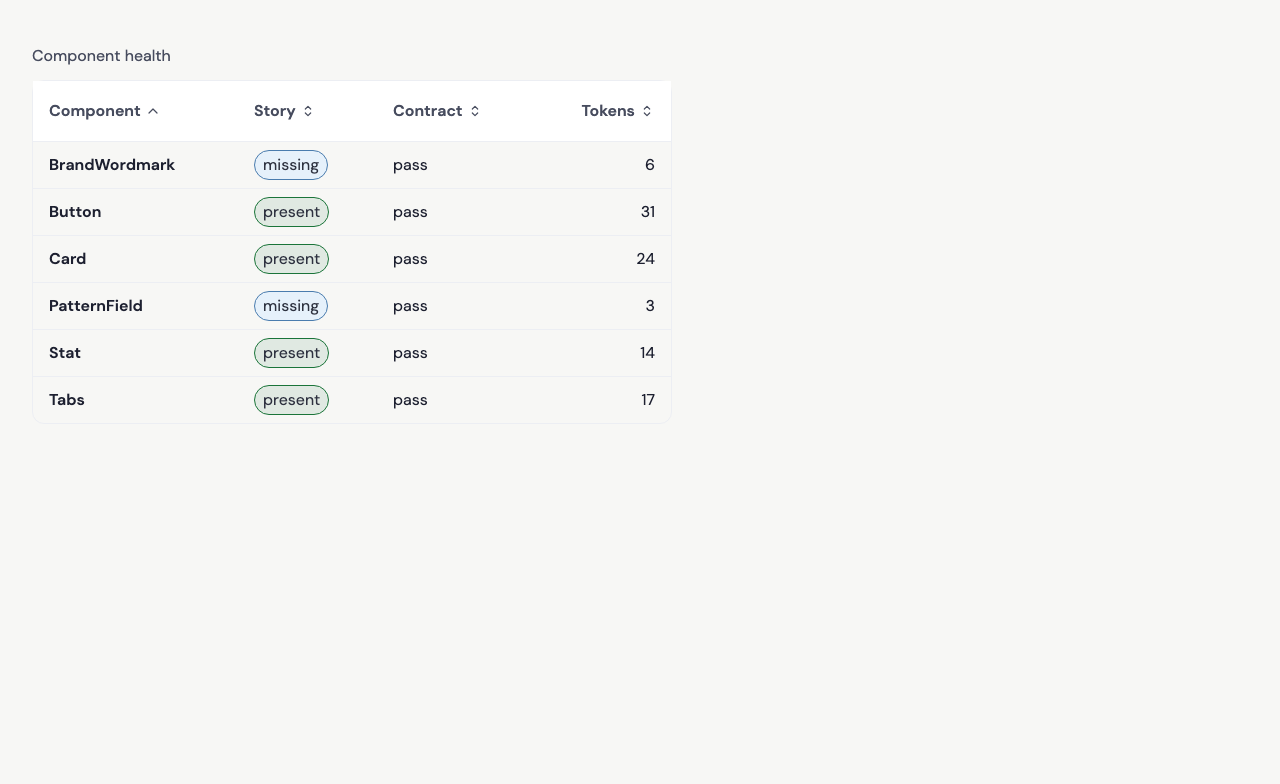 Component health
Component Story Contract Tokens
BrandWordmark missing pass 6
Button present pass 31
Card present pass 24
PatternField missing pass 3
Stat present pass 14
Tabs present pass 17